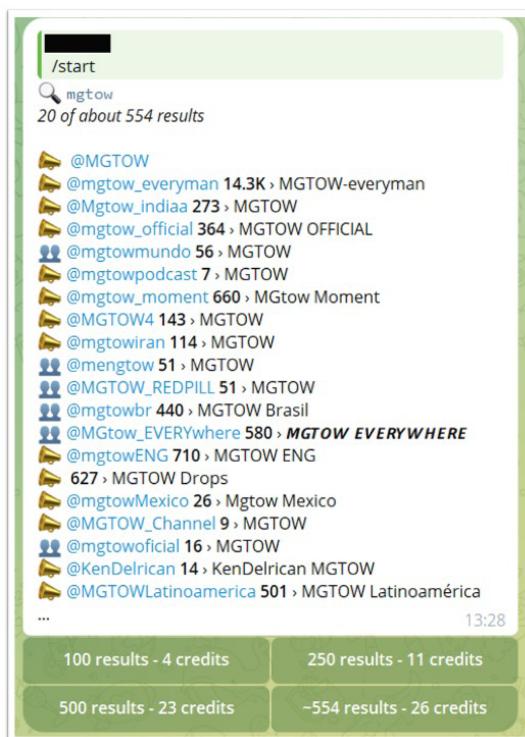 /start
mgtow
20 of about 554 results
@MGTOW
@mgtow_everyman 14.3K › MGTOW-everyman
@Mgtow_indiaa 273 › MGTOW
@mgtow_official 364 › MGTOW OFFICIAL
@mgtowmundo 56 › MGTOW
@mgtowpodcast 7 › MGTOW
@mgtow_moment 660 › MGtow Moment
@MGTOW4 143 › MGTOW
@mgtowiran 114 › MGTOW
@mengtow 51 › MGTOW
@MGTOW_REDPILL 51 › MGTOW
@mgtowbr 440 › MGTOW Brasil
@MGtow_EVERYwhere 580 › MGTOW EVERYWHERE
@mgtowENG 710 › MGTOW ENG
627 › MGTOW Drops
@mgtowMexico 26 › Mgtow Mexico
@MGTOW_Channel 9 › MGTOW
@mgtowoficial 16 › MGTOW
@KenDelrican 14 › KenDelrican MGTOW
@MGTOWLatinoamerica 501 › MGTOW Latinoamérica
...
13:28
100 results - 4 credits
250 results - 11 credits
500 results - 23 credits
~554 results - 26 credits